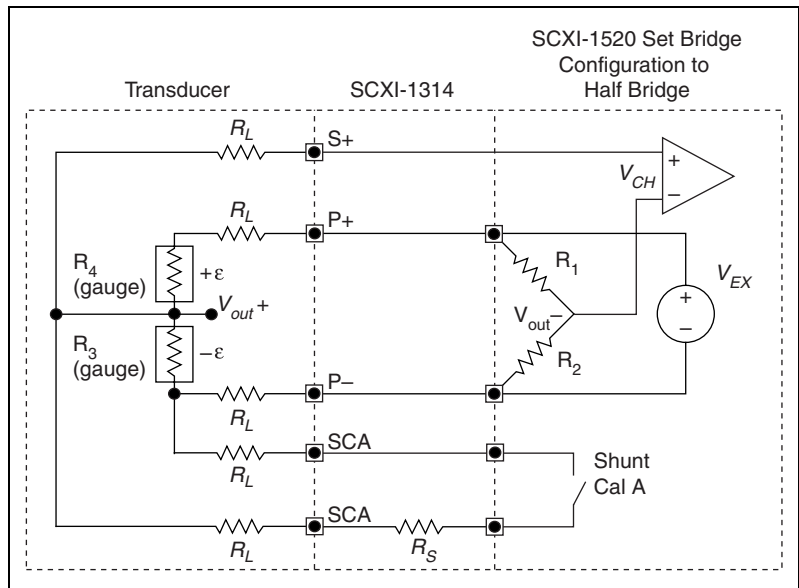 SCXI-1520 Set Bridge
Configuration to
Half Bridge
Transducer
SCXI-1314
R_L
S+
+
V_CH
−
R_L
P+
R_4
(gauge)
+ε
R_1
V_EX
+
−
V_out+
V_out−
R_3
(gauge)
−ε
R_2
P−
R_L
SCA
R_L
Shunt
Cal A
SCA
R_L
R_S